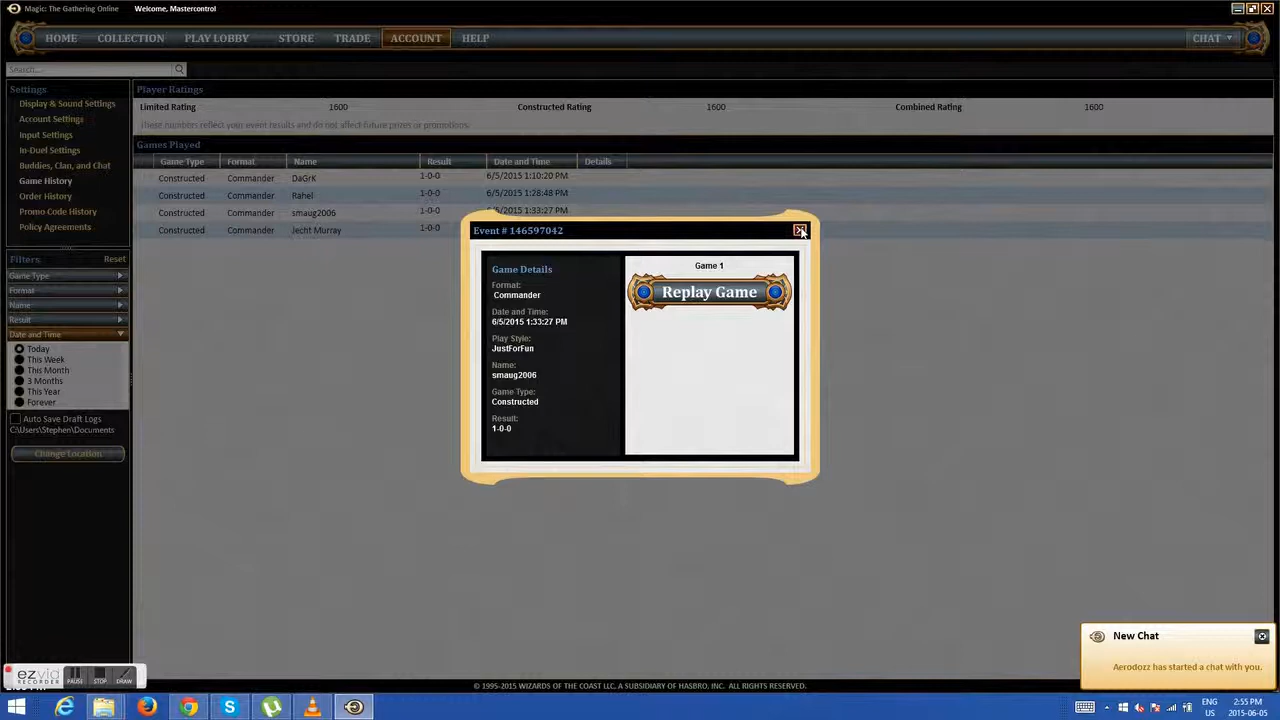 Magic: The Gathering Online
Welcome, Mastercontrol
HOME COLLECTION PLAY LOBBY STORE TRADE ACCOUNT HELP CHAT
Search...
Settings
Display & Sound Settings
Account Settings
Input Settings
In-Duel Settings
Buddies, Clan, and Chat
Game History
Order History
Promo Code History
Policy Agreements
Filters Reset
Game Type
Format
Name
Result
Date and Time
Today
This Week
This Month
3 Months
This Year
Forever
Auto Save Draft Logs
C:\Users\Stephen\Documents
Change Location
Player Ratings
Limited Rating 1600 Constructed Rating 1600 Combined Rating 1600
These numbers reflect your event results and do not affect future prizes or promotions.
Games Played
Game Type Format Name Result Date and Time Details
Constructed Commander DaGrK 1-0-0 6/5/2015 1:10:20 PM
Constructed Commander Rahel 1-0-0 6/5/2015 1:28:48 PM
Constructed Commander smaug2006 1-0-0 6/5/2015 1:33:27 PM
Constructed Commander Jecht Murray 1-0-0
Event # 146597042
Game Details
Format:
Commander
Date and Time:
6/5/2015 1:33:27 PM
Play Style:
JustForFun
Name:
smaug2006
Game Type:
Constructed
Result:
1-0-0
Game 1
Replay Game
New Chat
Aerodozz has started a chat with you.
ezvid
RECORDER
PAUSE STOP DRAW
© 1995-2015 WIZARDS OF THE COAST LLC, A SUBSIDIARY OF HASBRO, INC. ALL RIGHTS RESERVED.
ENG
US
2:55 PM
2015-06-05